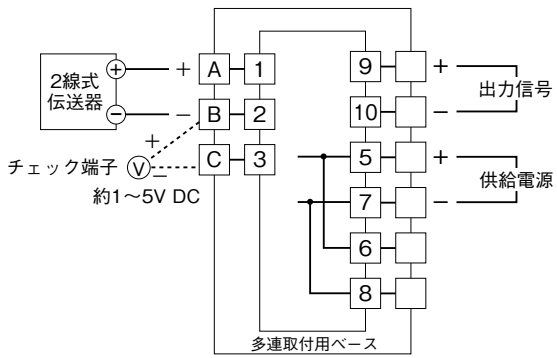 2線式
伝送器
+
−
+
−
A
B
C
1
2
3
+
−
V
チェック端子
約1～5V DC
9
10
5
7
6
8
+
−
出力信号
+
−
供給電源
多連取付用ベース